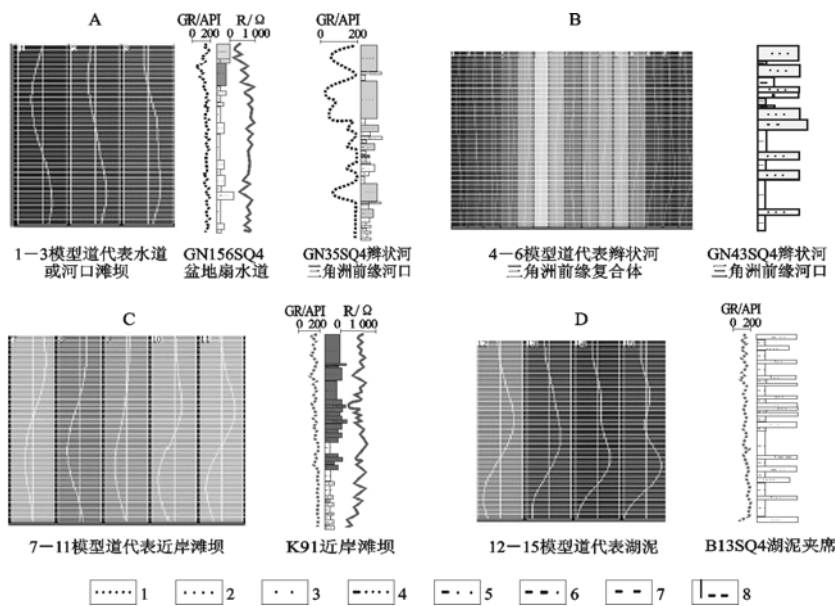 A
GR/API
0 200
R/Ω
0 1 000
GR/API
0 200
B
1－3模型道代表水道
或河口滩坝
GN156SQ4
盆地扇水道
GN35SQ4辫状河
三角洲前缘河口
4－6模型道代表辫状河
三角洲前缘复合体
GN43SQ4辫状河
三角洲前缘河口
C
GR/API
0 200
R/Ω
0 1 000
D
GR/API
0 200
7
10
11
12
7－11模型道代表近岸滩坝
K91近岸滩坝
12－15模型道代表湖泥
B13SQ4湖泥夹席
1
2
3
4
5
6
7
8